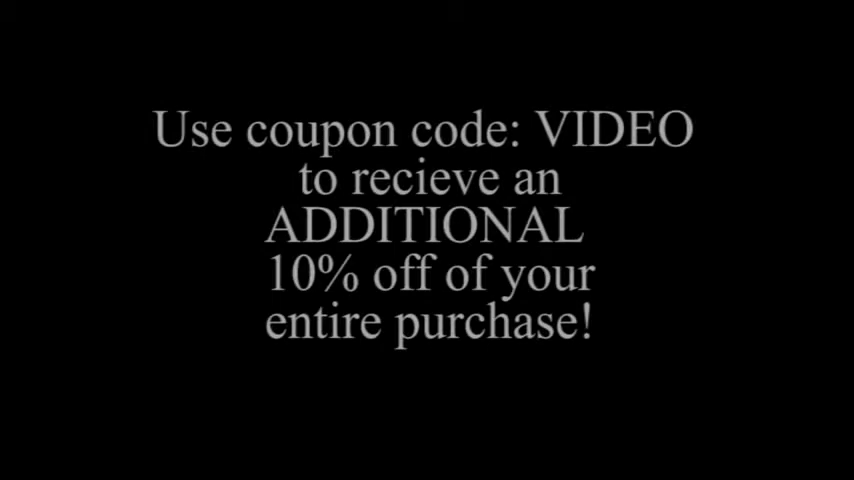 Use coupon code: VIDEO
to recieve an
ADDITIONAL
10% off of your
entire purchase!